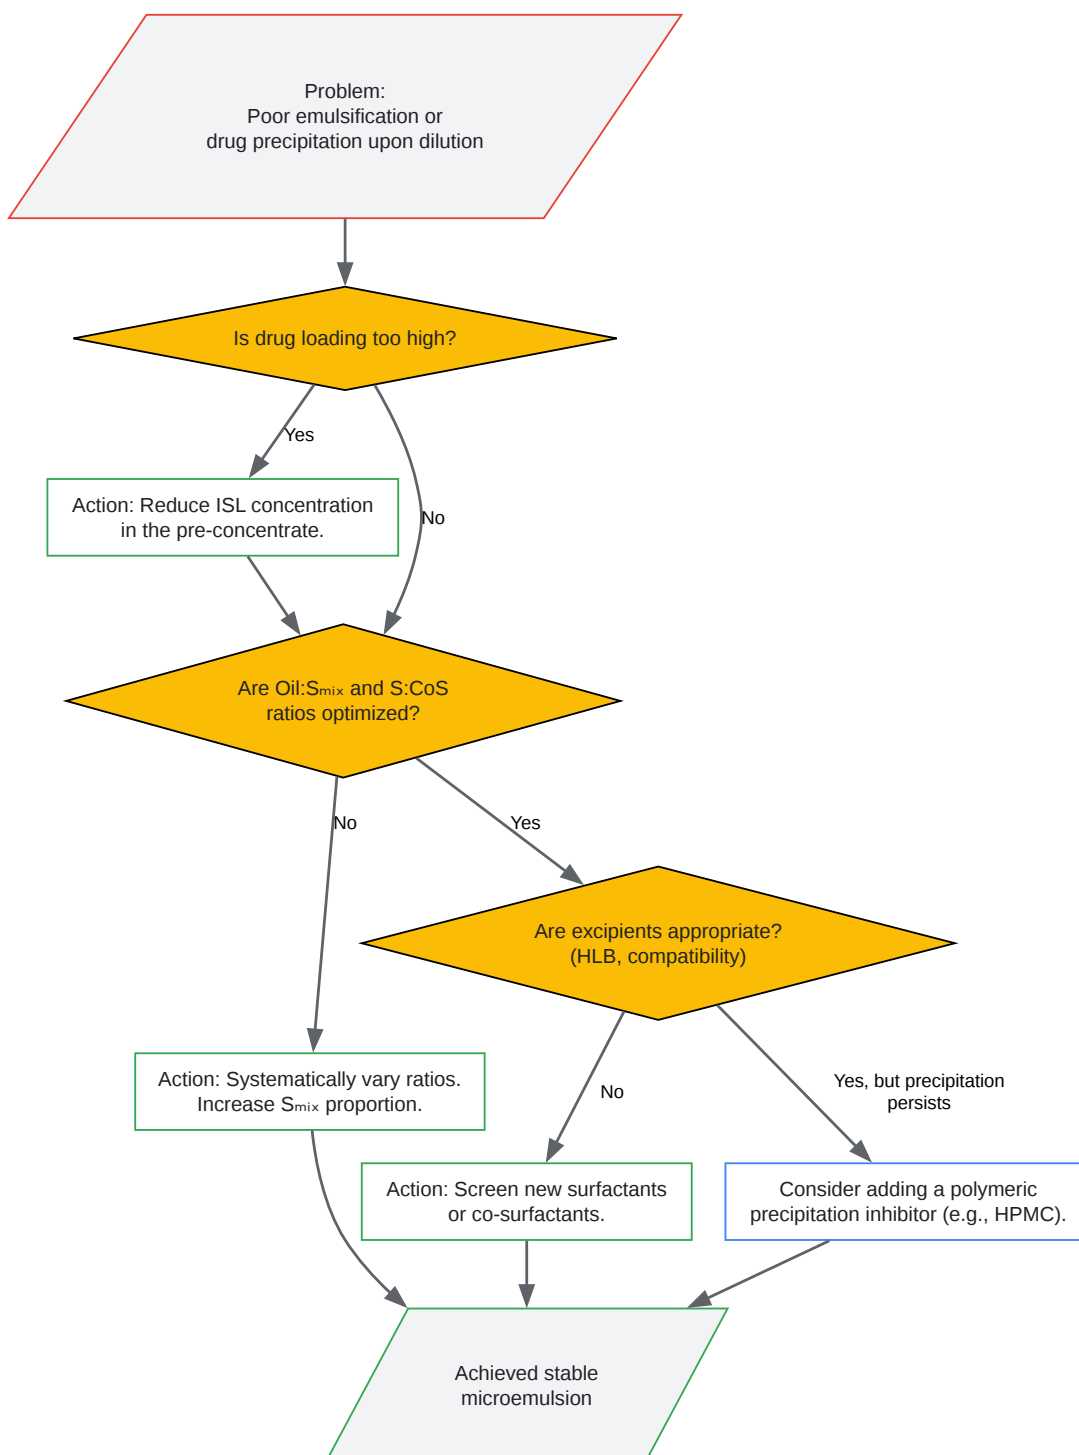 Problem:
Poor emulsification or
drug precipitation upon dilution
Is drug loading too high?
Yes
Action: Reduce ISL concentration
in the pre-concentrate.
No
Are Oil:Sₘᵢₓ and S:CoS
ratios optimized?
No
Yes
Are excipients appropriate?
(HLB, compatibility)
Action: Systematically vary ratios.
Increase Sₘᵢₓ proportion.
No
Yes, but precipitation
persists
Action: Screen new surfactants
or co-surfactants.
Consider adding a polymeric
precipitation inhibitor (e.g., HPMC).
Achieved stable
microemulsion